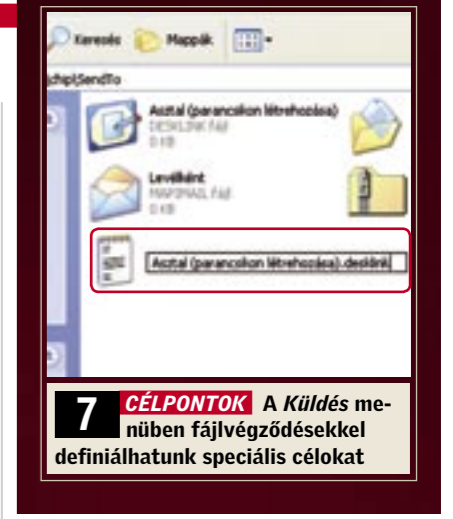 Keresés Mappák
chip\SendTo
Asztal (parancsikon létrehozása)
DESKLINK fájl
0 KB
Levélként
MAPIMAIL fájl
0 KB
Asztal (parancsikon létrehozása).desklink
7 CÉLPONTOK A Küldés me-
nüben fájlvégződésekkel
definiálhatunk speciális célokat